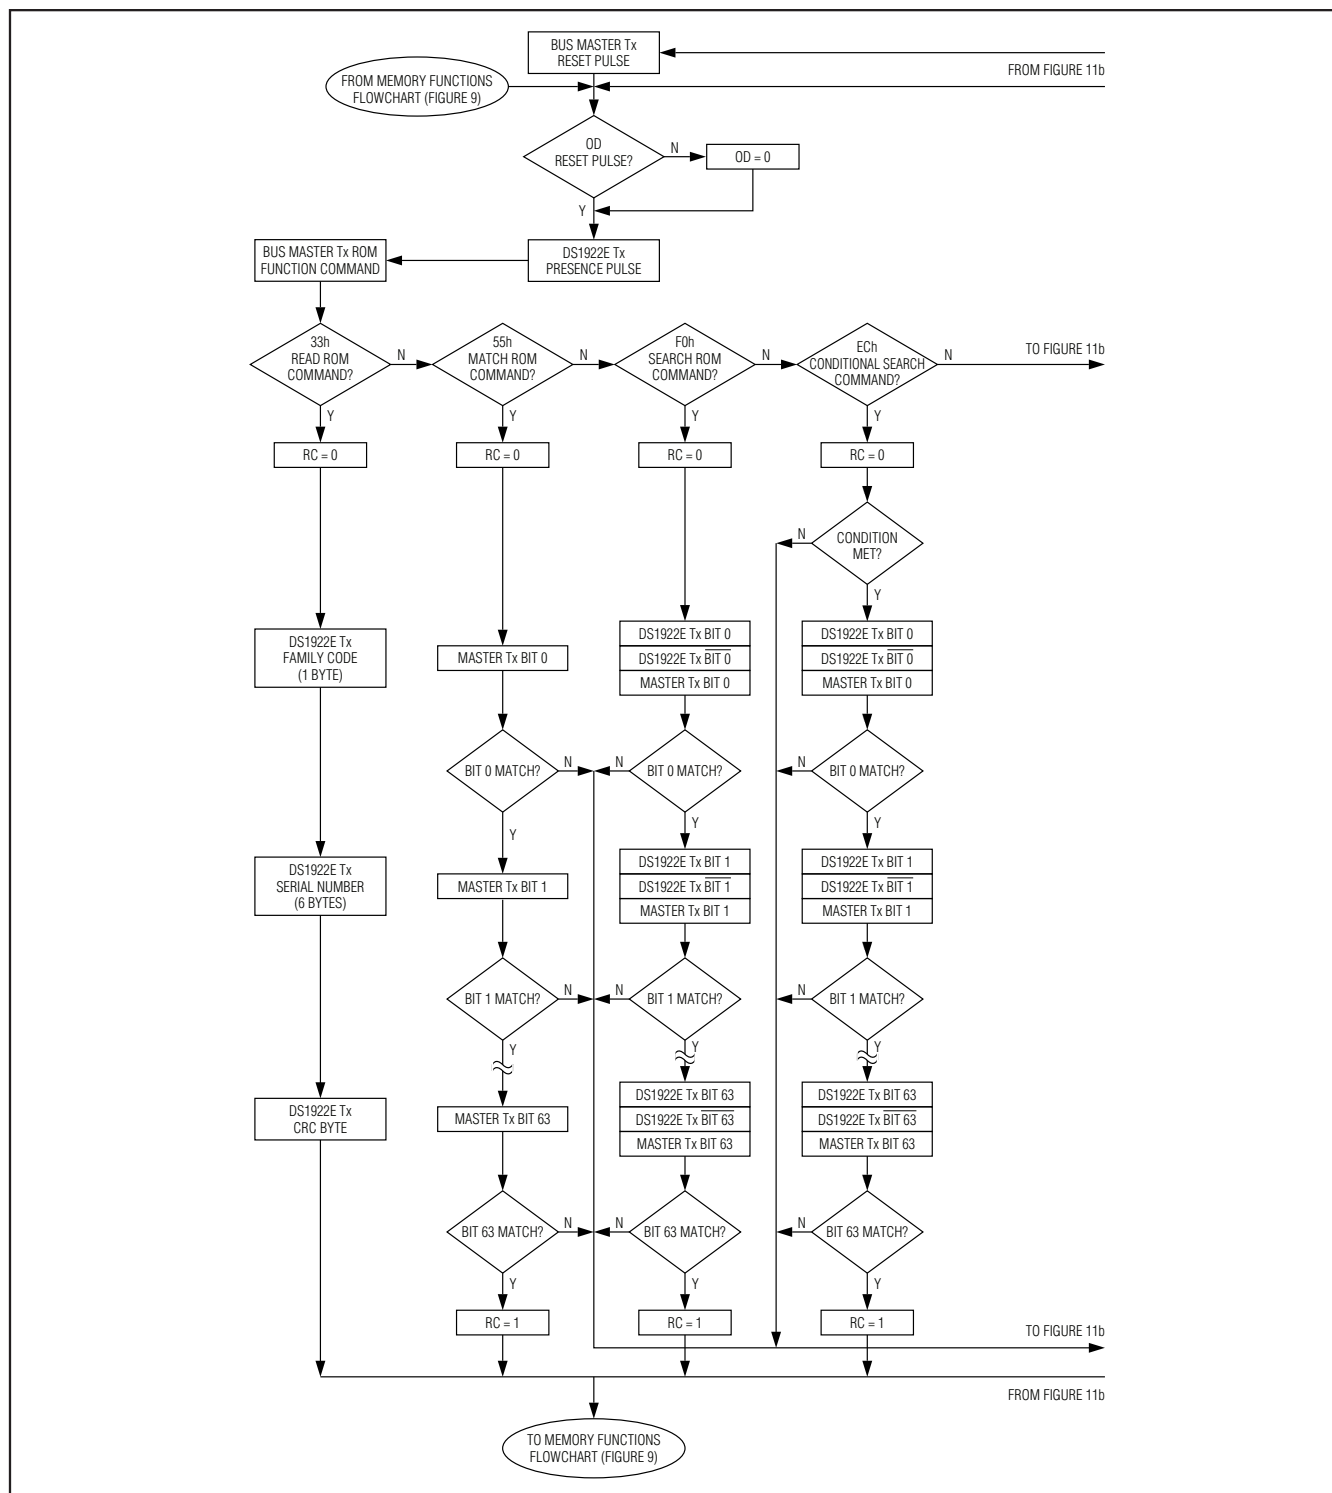 BUS MASTER Tx
RESET PULSE
FROM FIGURE 11b
FROM MEMORY FUNCTIONS
FLOWCHART (FIGURE 9)
OD
RESET PULSE?
N
OD = 0
Y
BUS MASTER Tx ROM
FUNCTION COMMAND
DS1922E Tx
PRESENCE PULSE
33h
READ ROM
COMMAND?
N
55h
MATCH ROM
COMMAND?
N
F0h
SEARCH ROM
COMMAND?
N
ECh
CONDITIONAL SEARCH
COMMAND?
N
TO FIGURE 11b
Y
Y
Y
Y
RC = 0
RC = 0
RC = 0
RC = 0
N
CONDITION
MET?
Y
DS1922E Tx
FAMILY CODE
(1 BYTE)
MASTER Tx BIT 0
DS1922E Tx BIT 0
DS1922E Tx B̅I̅T̅ ̅0̅
MASTER Tx BIT 0
DS1922E Tx BIT 0
DS1922E Tx B̅I̅T̅ ̅0̅
MASTER Tx BIT 0
BIT 0 MATCH?
N
N
BIT 0 MATCH?
N
BIT 0 MATCH?
Y
Y
Y
DS1922E Tx
SERIAL NUMBER
(6 BYTES)
MASTER Tx BIT 1
DS1922E Tx BIT 1
DS1922E Tx B̅I̅T̅ ̅1̅
MASTER Tx BIT 1
DS1922E Tx BIT 1
DS1922E Tx B̅I̅T̅ ̅1̅
MASTER Tx BIT 1
BIT 1 MATCH?
N
N
BIT 1 MATCH?
N
BIT 1 MATCH?
Y
Y
Y
DS1922E Tx
CRC BYTE
MASTER Tx BIT 63
DS1922E Tx BIT 63
DS1922E Tx B̅I̅T̅ ̅6̅3̅
MASTER Tx BIT 63
DS1922E Tx BIT 63
DS1922E Tx B̅I̅T̅ ̅6̅3̅
MASTER Tx BIT 63
BIT 63 MATCH?
N
N
BIT 63 MATCH?
N
BIT 63 MATCH?
Y
Y
Y
RC = 1
RC = 1
RC = 1
TO FIGURE 11b
FROM FIGURE 11b
TO MEMORY FUNCTIONS
FLOWCHART (FIGURE 9)